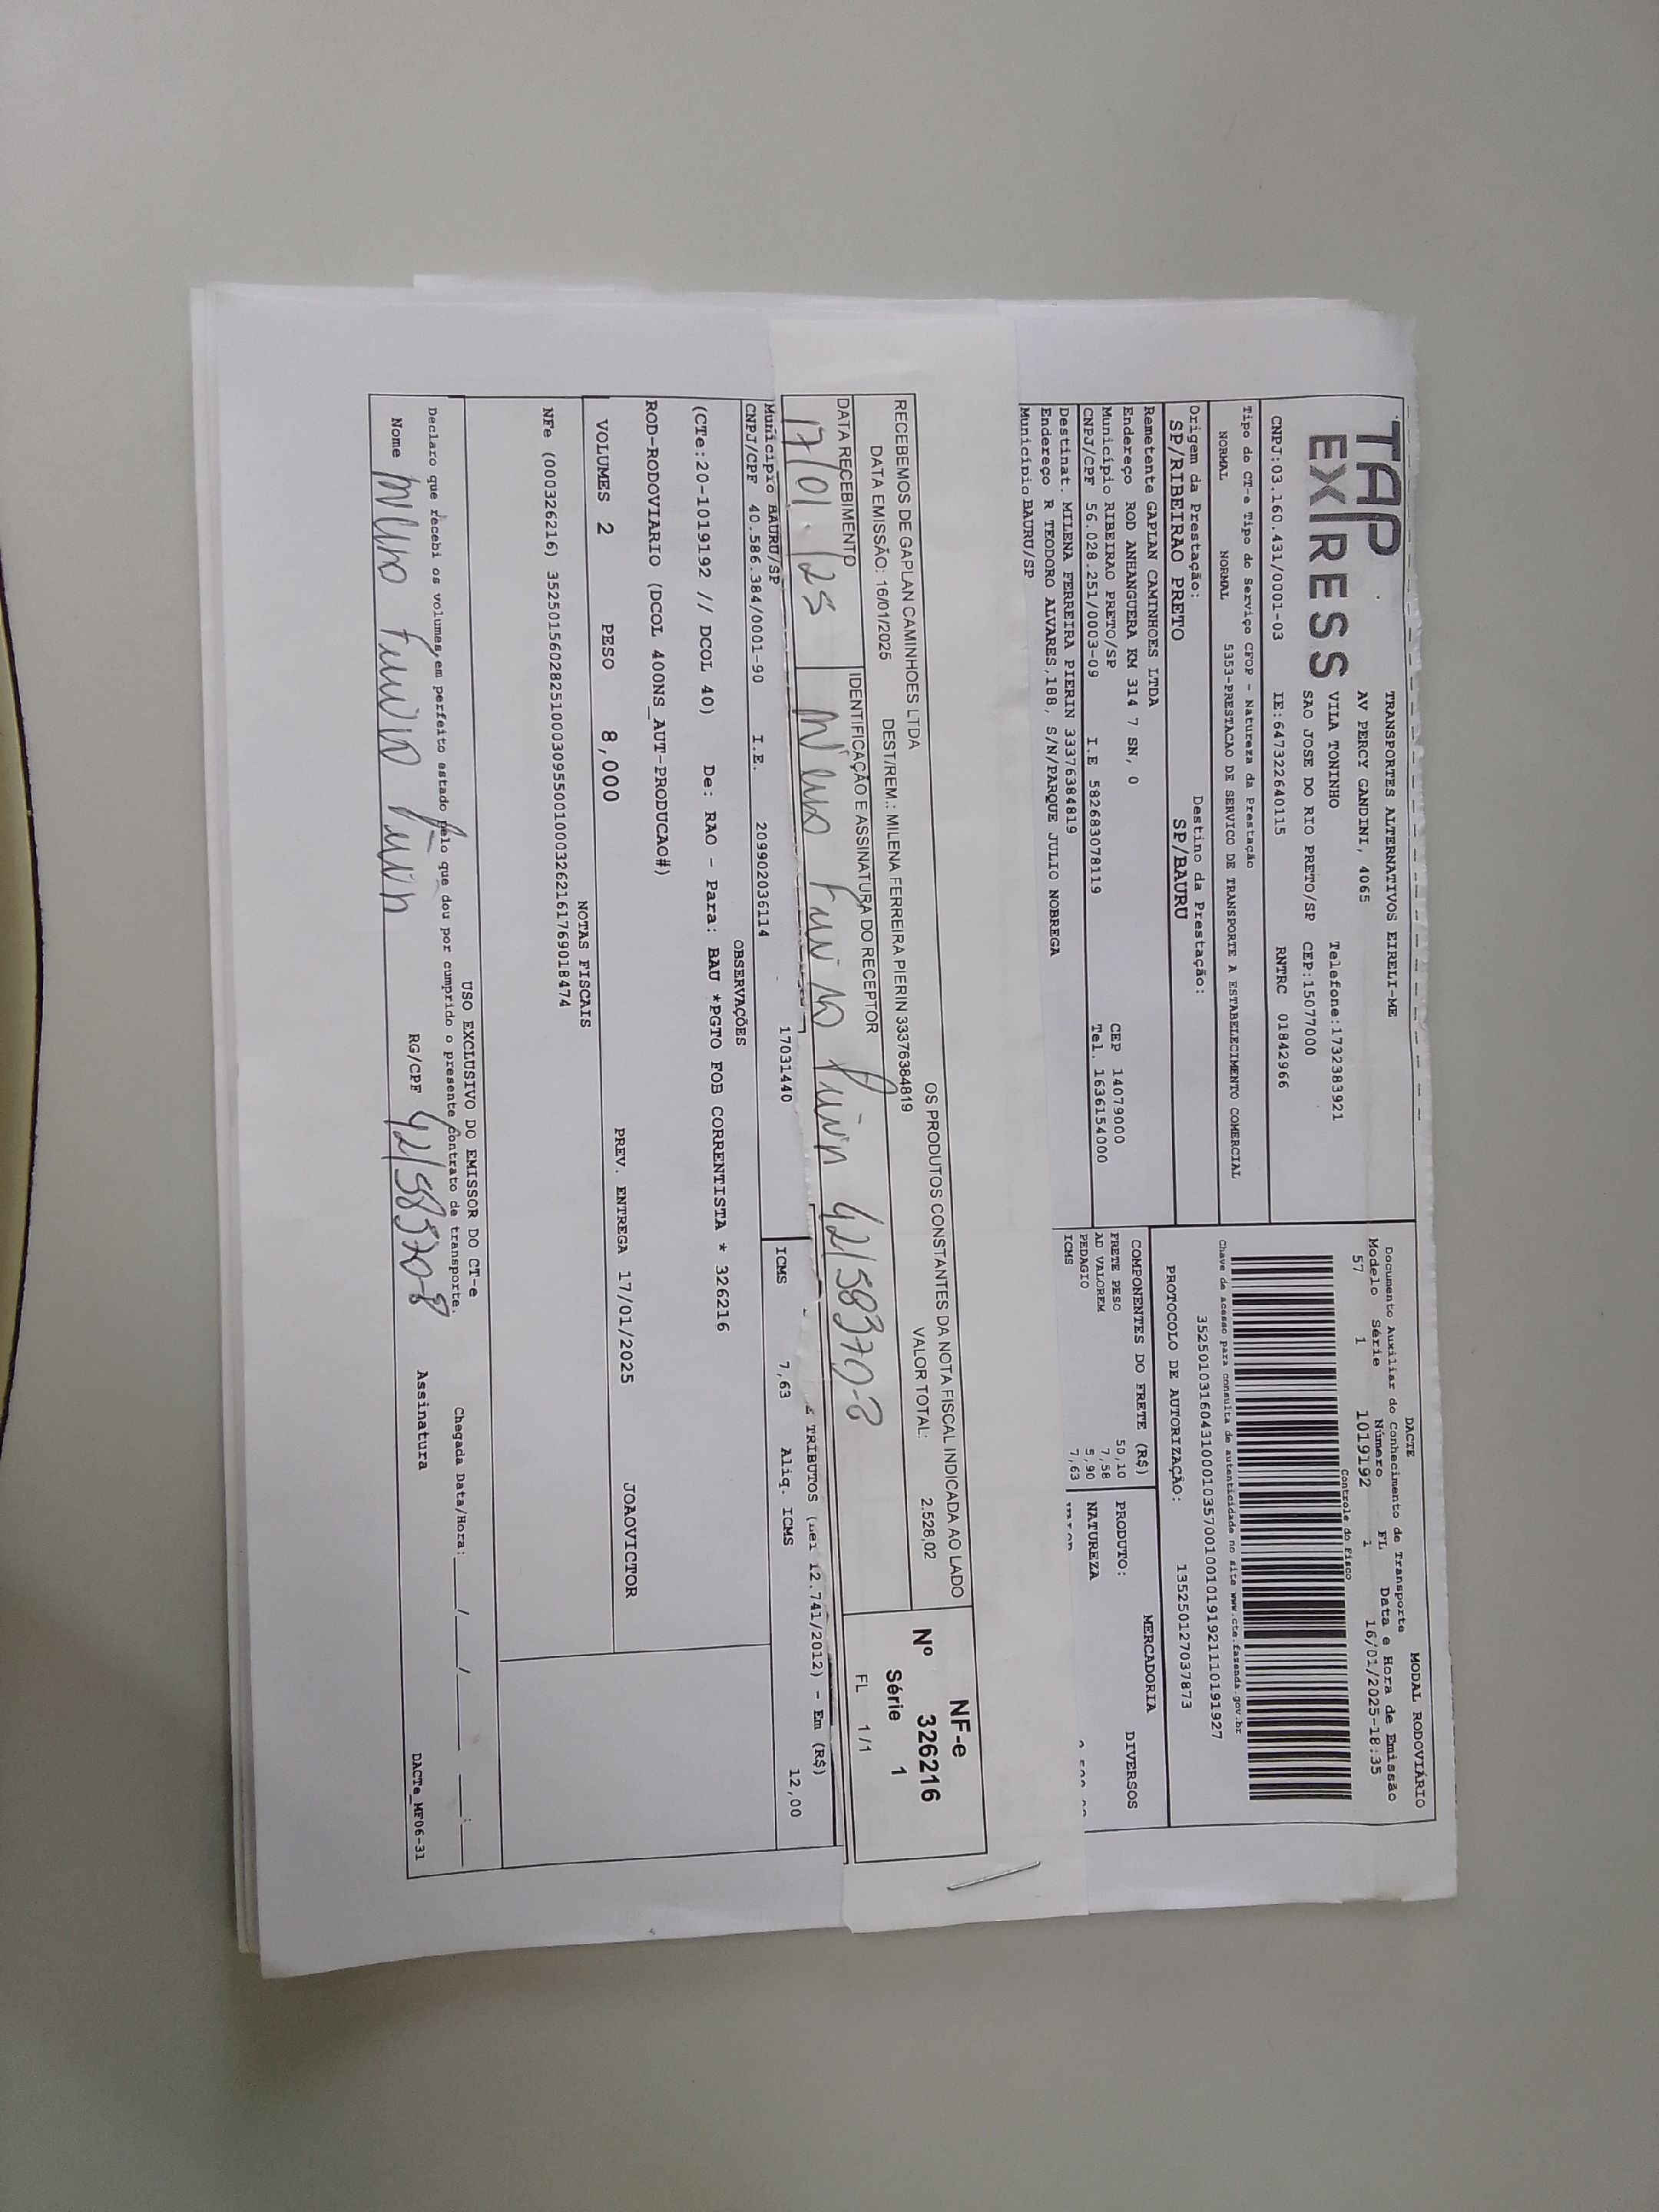 TAP
EXPRESS
TRANSPORTES ALTERNATIVOS EIRELI-ME
AV PERCY GANDINI, 4065
VILA TONINHO Telefone:1732383921
SAO JOSE DO RIO PRETO/SP CEP:15077000
CNPJ:03.160.431/0001-03 IE:647322640115 RNTRC 01842966
Tipo do CT-e Tipo do Serviço CFOP - Natureza da Prestação
NORMAL NORMAL 5353-PRESTACAO DE SERVICO DE TRANSPORTE A ESTABELECIMENTO COMERCIAL
Origem da Prestação: Destino da Prestação:
SP/RIBEIRAO PRETO SP/BAURU
Remetente GAPLAN CAMINHOES LTDA
Endereço ROD ANHANGUERA KM 314 7 SN, 0
Município RIBEIRAO PRETO/SP CEP 14079000
CNPJ/CPF 56.028.251/0003-09 I.E 582683078119 Tel. 1636154000
Destinat. MILENA FERREIRA PIERIN 33376384819
Endereço R TEODORO ALVARES,188, S/N/PARQUE JULIO NOBREGA
Município BAURU/SP
DACTE MODAL RODOVIÁRIO
Documento Auxiliar do Conhecimento de Transporte
Modelo Série Número FL Data e Hora de Emissão
57 1 1019192 1 16/01/2025-18:35
Controle do Fisco
Chave de acesso para consulta de autenticidade no site www.cte.fazenda.gov.br
3525010316043100010357001001019192110191927
PROTOCOLO DE AUTORIZAÇÃO: 135250127037873
COMPONENTES DO FRETE (R$) MERCADORIA
FRETE PESO 50,10 PRODUTO: DIVERSOS
AD VALOREM 7,58
PEDAGIO 5,90 NATUREZA
ICMS 7,63
RECEBEMOS DE GAPLAN CAMINHOES LTDA OS PRODUTOS CONSTANTES DA NOTA FISCAL INDICADA AO LADO
DATA EMISSÃO: 16/01/2025 DEST/REM.: MILENA FERREIRA PIERIN 33376384819 VALOR TOTAL: 2.528,02
DATA RECEBIMENTO IDENTIFICAÇÃO E ASSINATURA DO RECEPTOR
17/01/25 Milena Ferreira Pierin 42158370-8
NF-e
Nº 326216
Série 1
FL 1 /1
TRIBUTOS (Lei 12.741/2012) - Em (R$)
Município BAURU/SP 17031440
CNPJ/CPF 40.586.384/0001-90 I.E. 209902036114
ICMS 7,63 Aliq. ICMS 12,00
OBSERVAÇÕES
(CTe:20-1019192 // DCOL 40) De: RAO - Para: BAU *PGTO FOB CORRENTISTA * 326216
ROD-RODOVIARIO (DCOL 40ONS_AUT-PRODUCAO#)
VOLUMES 2 PESO 8,000 PREV. ENTREGA 17/01/2025 JOAOVICTOR
NOTAS FISCAIS
NFe (000326216) 35250156028251000309550010003262161769018474
USO EXCLUSIVO DO EMISSOR DO CT-e
Declaro que recebi os volumes em perfeito estado pelo que dou por cumprido o presente contrato de transporte. Chegada Data/Hora:___/___/____ ___:___
Nome Milena Ferreira Pierin RG/CPF 42158370-8 Assinatura
DACTe_MF06-31